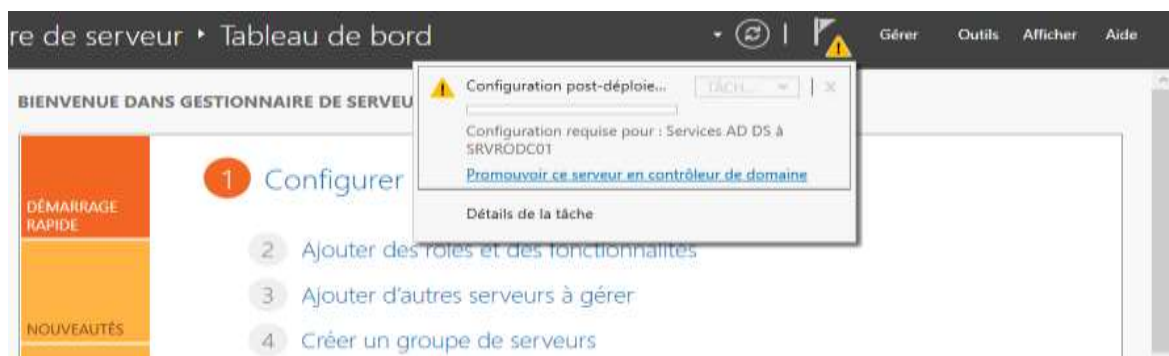 re de serveur ‣ Tableau de bord
Gérer Outils Afficher Aide
Configuration post-déploie...
TÂCH...
Configuration requise pour : Services AD DS à
SRVRODC01
Promouvoir ce serveur en contrôleur de domaine
Détails de la tâche
BIENVENUE DANS GESTIONNAIRE DE SERVEU
DÉMARRAGE
RAPIDE
NOUVEAUTÉS
1 Configurer
2 Ajouter des rôles et des fonctionnalités
3 Ajouter d'autres serveurs à gérer
4 Créer un groupe de serveurs